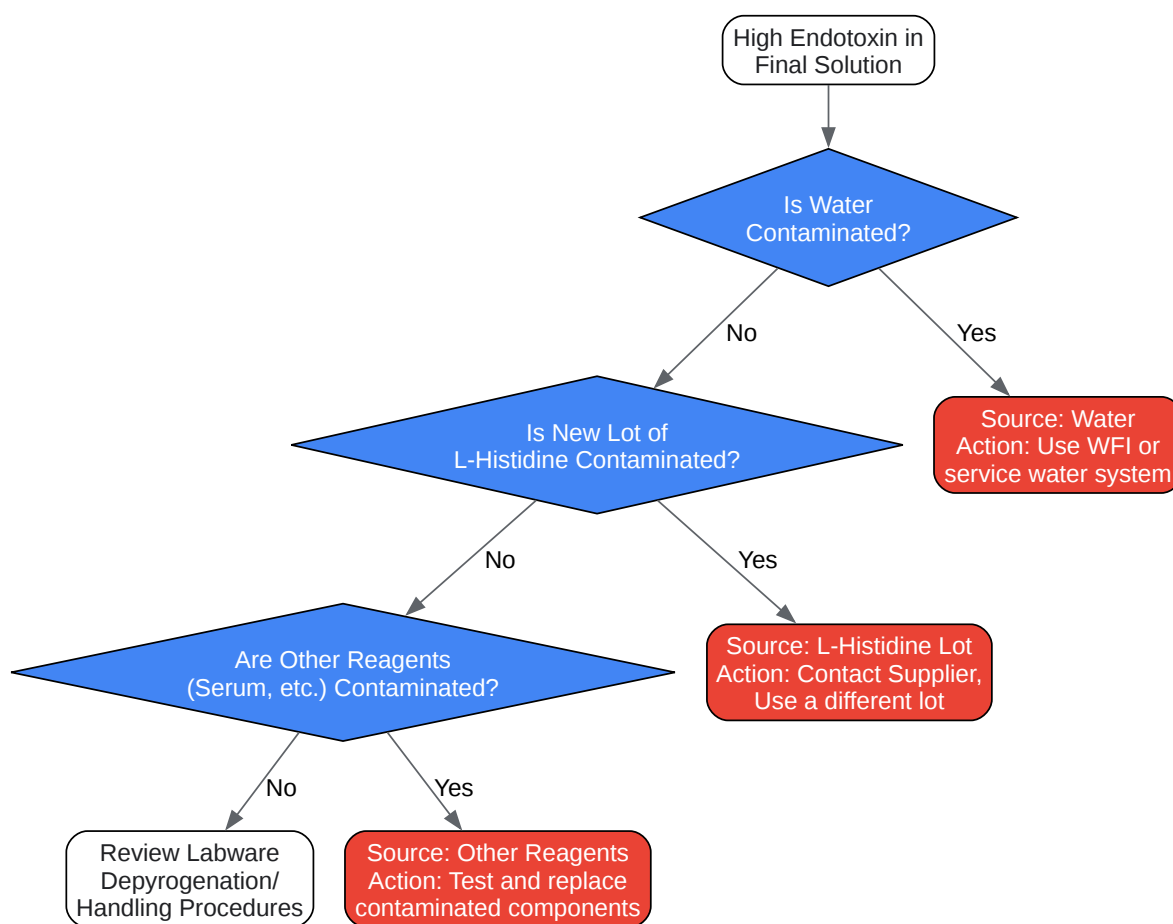 High Endotoxin in
Final Solution
Is Water
Contaminated?
No
Yes
Is New Lot of
L-Histidine Contaminated?
Source: Water
Action: Use WFI or
service water system
No
Yes
Are Other Reagents
(Serum, etc.) Contaminated?
Source: L-Histidine Lot
Action: Contact Supplier,
Use a different lot
No
Yes
Review Labware
Depyrogenation/
Handling Procedures
Source: Other Reagents
Action: Test and replace
contaminated components